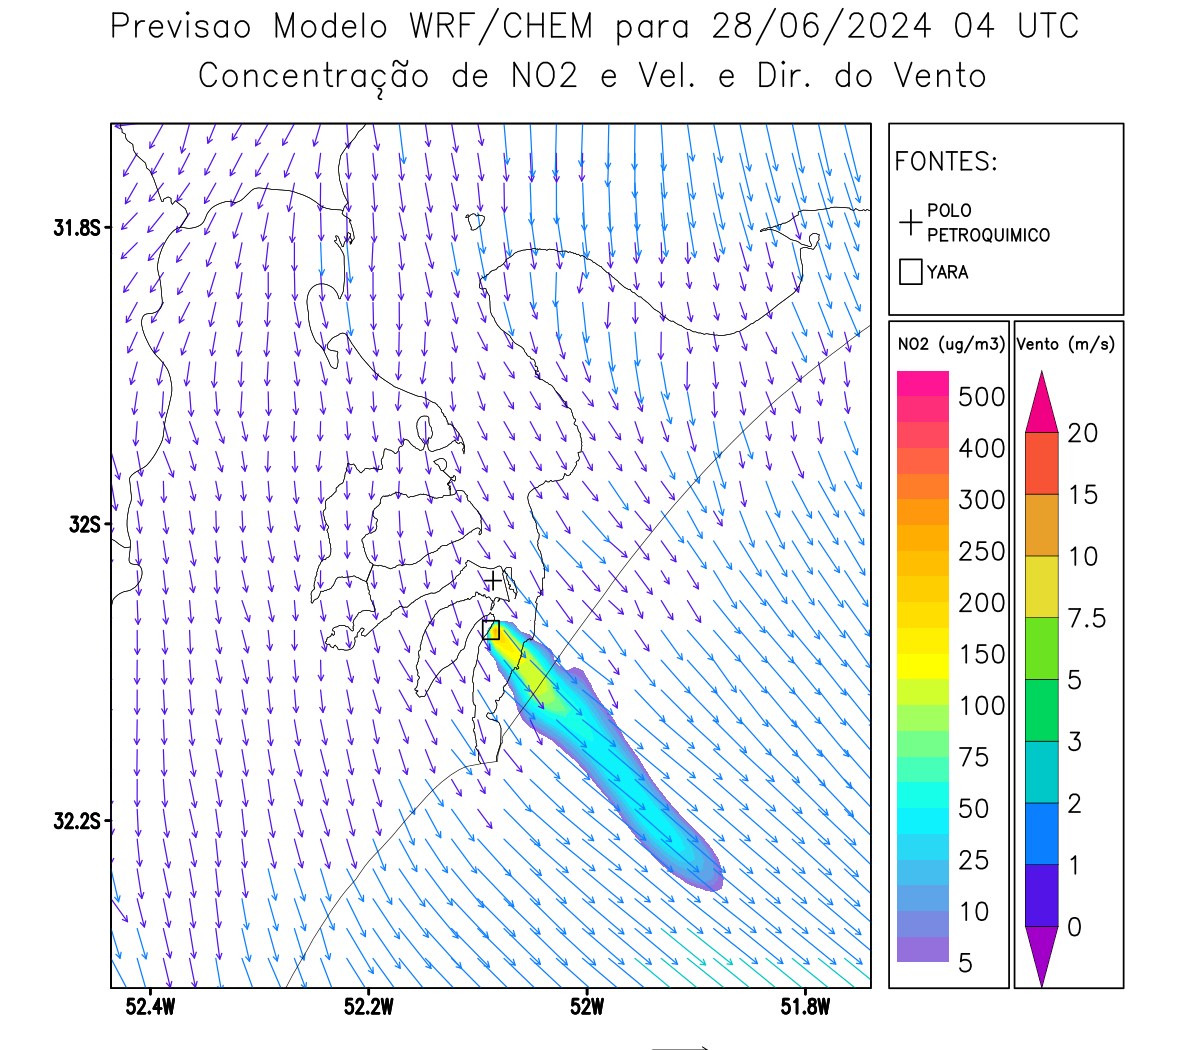 Previsao Modelo WRF/CHEM para 28/06/2024 04 UTC
Concentração de NO2 e Vel. e Dir. do Vento
FONTES:
POLO
PETROQUIMICO
YARA
NO2 (ug/m3)
500
400
300
250
200
150
100
75
50
25
10
5
Vento (m/s)
20
15
10
7.5
5
3
2
1
0
31.8S
32S
32.2S
52.4W
52.2W
52W
51.8W